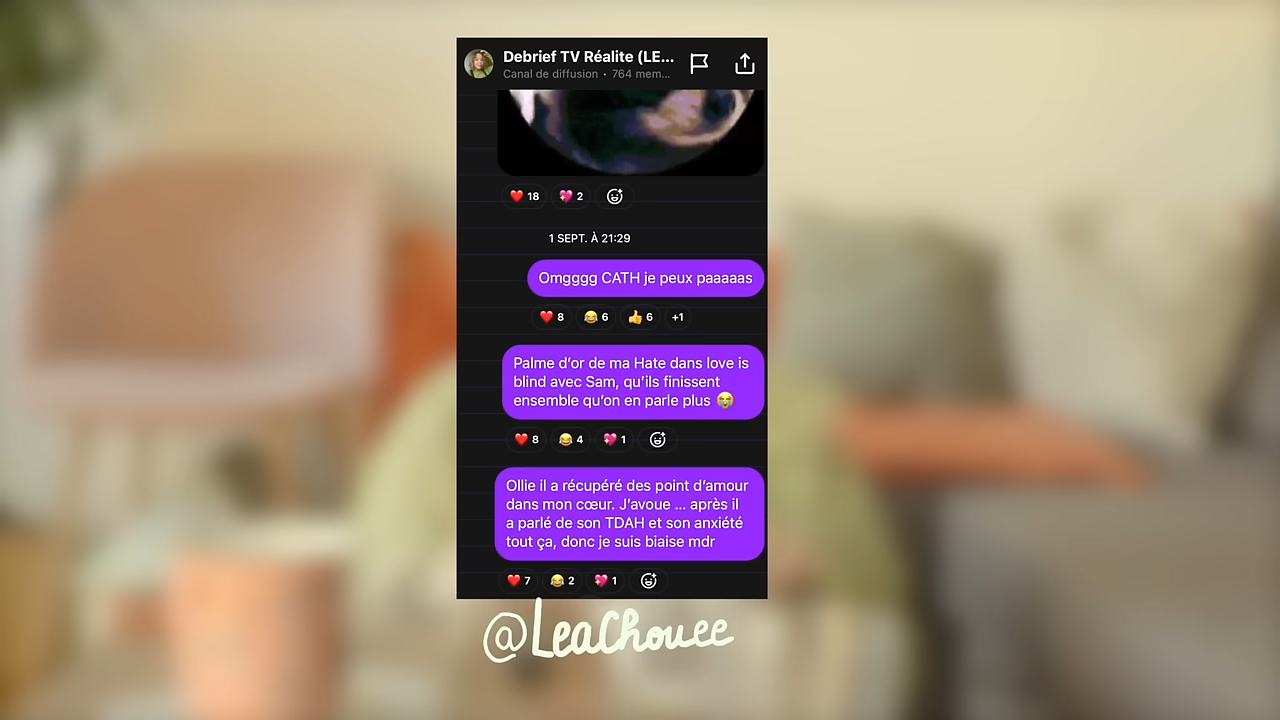 Debrief TV Réalite (LE...
Canal de diffusion • 764 mem...
❤️ 18 💖 2
1 SEPT. À 21:29
Omgggg CATH je peux paaaaas
❤️ 8 😂 6 👍 6 +1
Palme d'or de ma Hate dans love is
blind avec Sam, qu'ils finissent
ensemble qu'on en parle plus 😭
❤️ 8 😂 4 💖 1
Ollie il a récupéré des point d'amour
dans mon cœur. J'avoue ... après il
a parlé de son TDAH et son anxiété
tout ça, donc je suis biaise mdr
❤️ 7 😂 2 💖 1
@LeaChouee